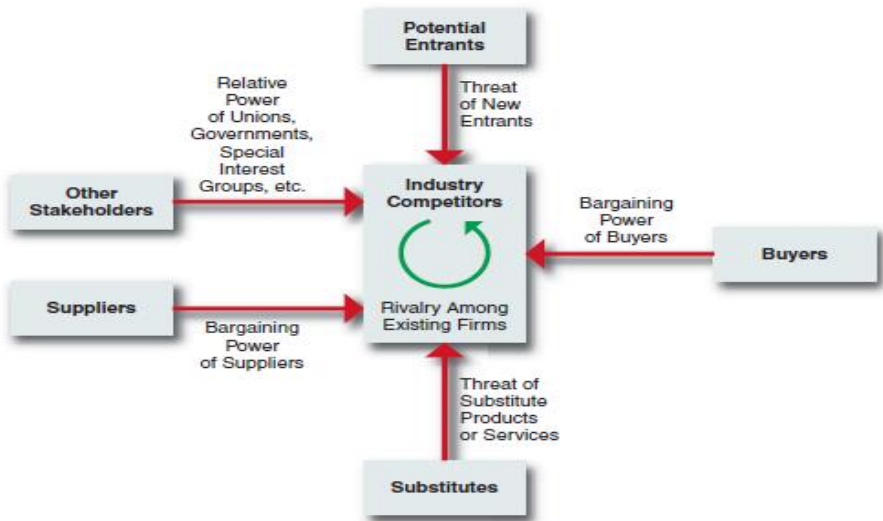 Potential
Entrants
Relative
Power
of Unions,
Governments,
Special
Interest
Groups, etc.
Threat
of New
Entrants
Other
Stakeholders
Industry
Competitors
Bargaining
Power
of Buyers
Buyers
Suppliers
Rivalry Among
Existing Firms
Bargaining
Power
of Suppliers
Threat of
Substitute
Products
or Services
Substitutes